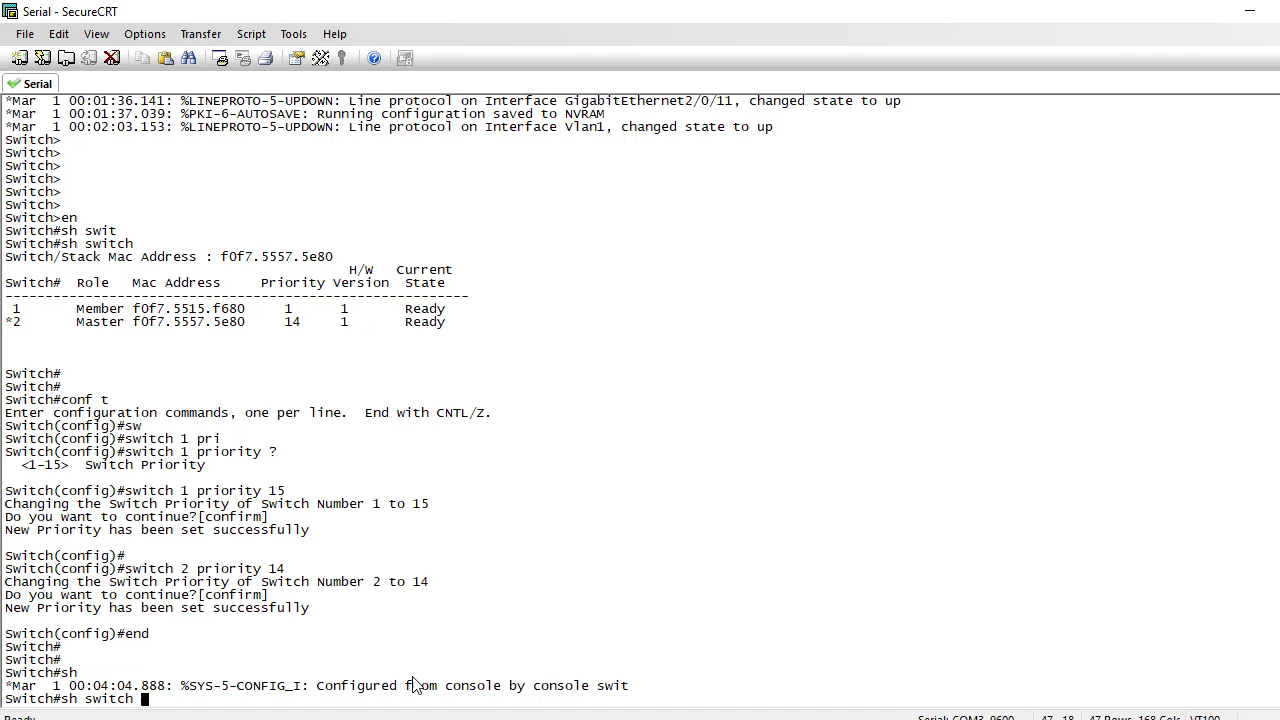 Serial - SecureCRT
File Edit View Options Transfer Script Tools Help
Serial
*Mar  1 00:01:36.141: %LINEPROTO-5-UPDOWN: Line protocol on Interface GigabitEthernet2/0/11, changed state to up
*Mar  1 00:01:37.039: %PKI-6-AUTOSAVE: Running configuration saved to NVRAM
*Mar  1 00:02:03.153: %LINEPROTO-5-UPDOWN: Line protocol on Interface Vlan1, changed state to up
Switch>
Switch>
Switch>
Switch>
Switch>
Switch>
Switch>en
Switch#sh swit
Switch#sh switch
Switch/Stack Mac Address : f0f7.5557.5e80
H/W   Current
Switch#  Role   Mac Address     Priority Version  State
------------------------------------------------------------
1       Member f0f7.5515.f680     1      1       Ready
*2       Master f0f7.5557.5e80     14     1       Ready
Switch#
Switch#
Switch#conf t
Enter configuration commands, one per line.  End with CNTL/Z.
Switch(config)#sw
Switch(config)#switch 1 pri
Switch(config)#switch 1 priority ?
<1-15>  Switch Priority
Switch(config)#switch 1 priority 15
Changing the Switch Priority of Switch Number 1 to 15
Do you want to continue?[confirm]
New Priority has been set successfully
Switch(config)#
Switch(config)#switch 2 priority 14
Changing the Switch Priority of Switch Number 2 to 14
Do you want to continue?[confirm]
New Priority has been set successfully
Switch(config)#end
Switch#
Switch#
Switch#sh
*Mar  1 00:04:04.888: %SYS-5-CONFIG_I: Configured from console by console swit
Switch#sh switch
Ready Serial: COM3, 9600 47, 18 47 Rows, 168 Cols VT100